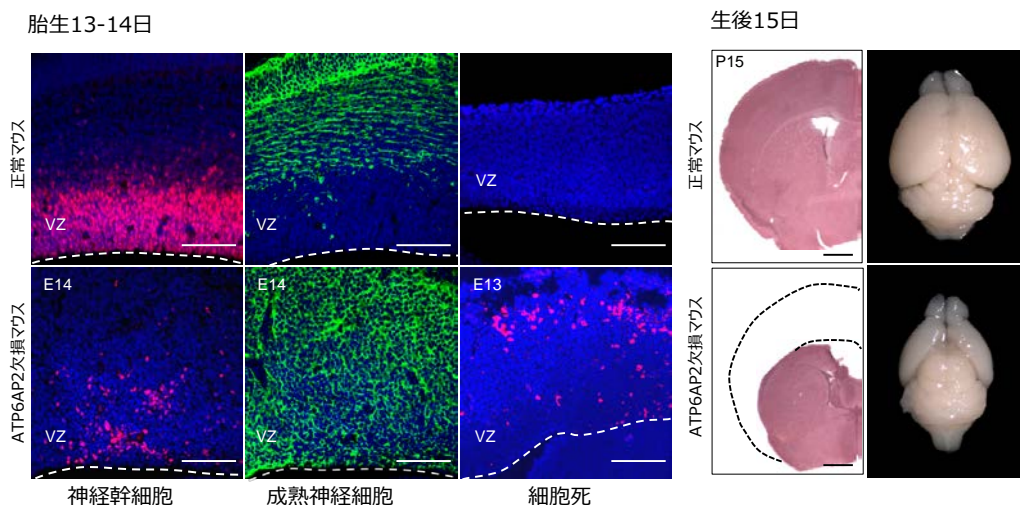 胎生13-14日
生後15日
正常マウス
VZ
VZ
VZ
正常マウス
P15
ATP6AP2欠損マウス
E14
VZ
E14
VZ
E13
VZ
ATP6AP2欠損マウス
神経幹細胞
成熟神経細胞
細胞死